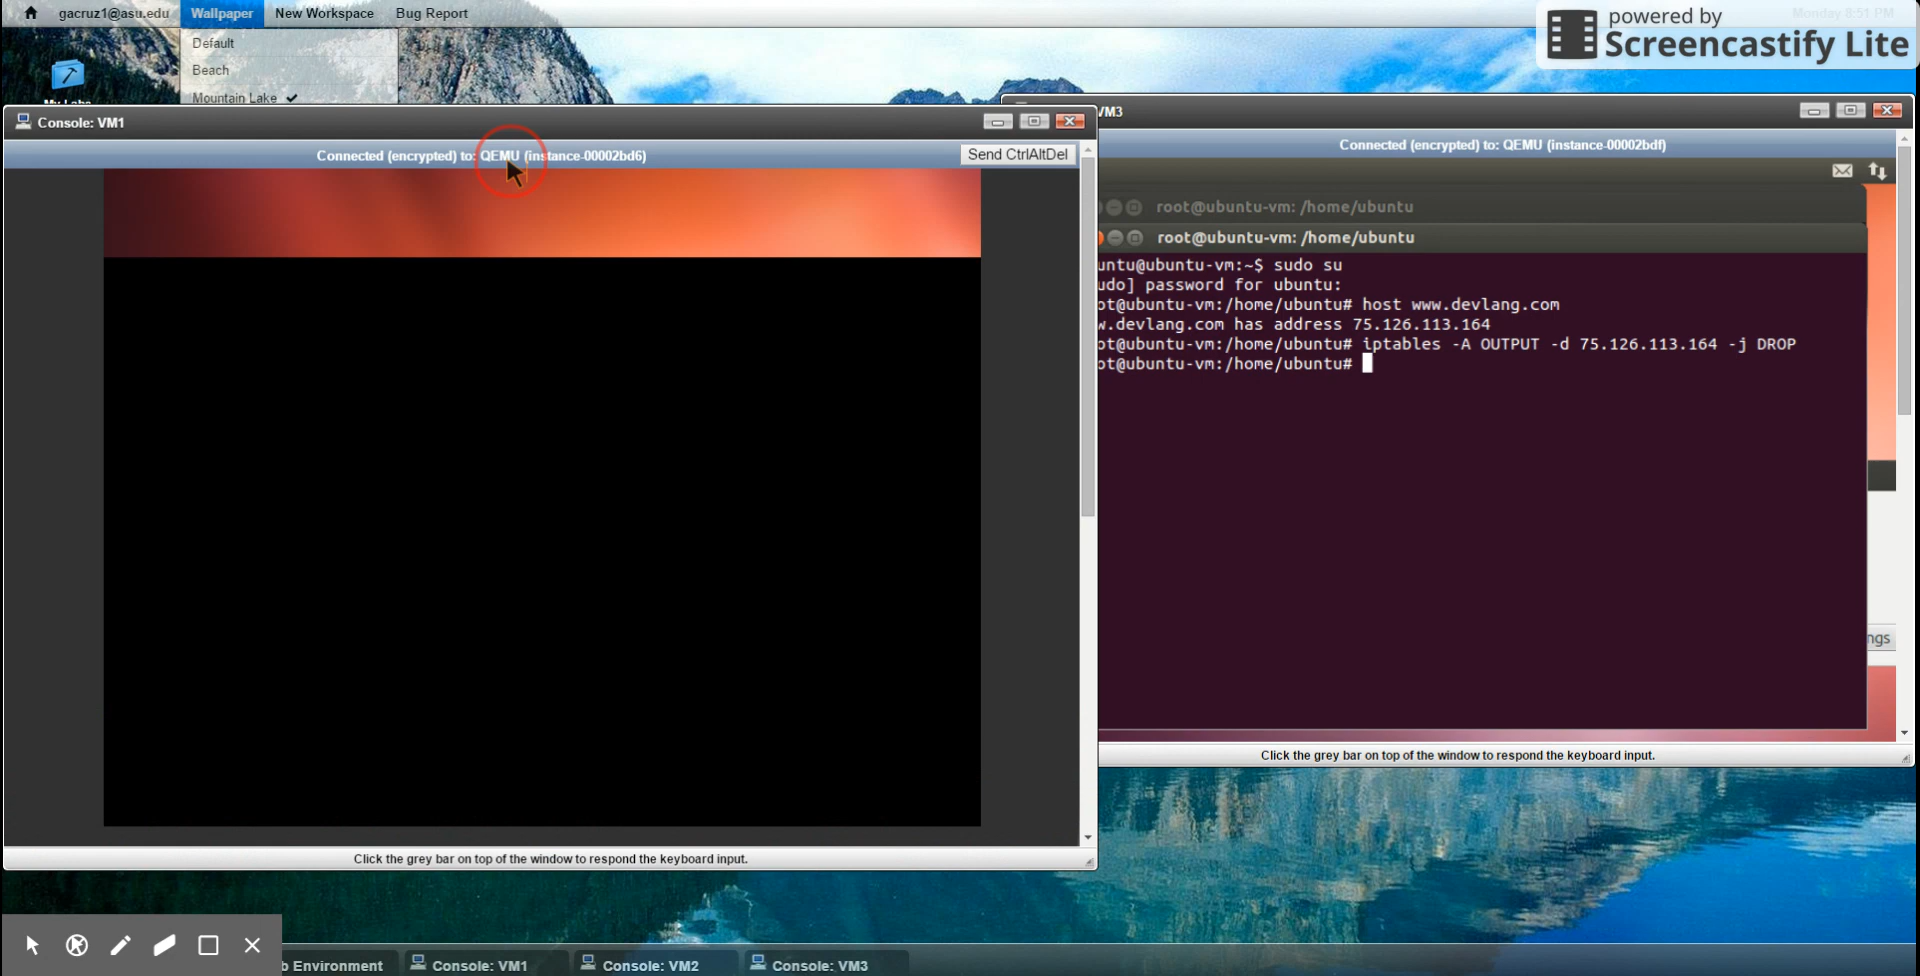 gacruz1@asu.edu Wallpaper New Workspace Bug Report Monday 8:51 PM
powered by
Screencastify Lite
Default
Beach
Mountain Lake ✔
My Labs
Console: VM1
Connected (encrypted) to: QEMU (instance-00002bd6)
Send CtrlAltDel
Click the grey bar on top of the window to respond the keyboard input.
VM3
Connected (encrypted) to: QEMU (instance-00002bdf)
root@ubuntu-vm: /home/ubuntu
root@ubuntu-vm: /home/ubuntu
untu@ubuntu-vm:~$ sudo su
udo] password for ubuntu:
ot@ubuntu-vm:/home/ubuntu# host www.devlang.com
w.devlang.com has address 75.126.113.164
ot@ubuntu-vm:/home/ubuntu# iptables -A OUTPUT -d 75.126.113.164 -j DROP
ot@ubuntu-vm:/home/ubuntu#
ngs
Click the grey bar on top of the window to respond the keyboard input.
b Environment Console: VM1 Console: VM2 Console: VM3